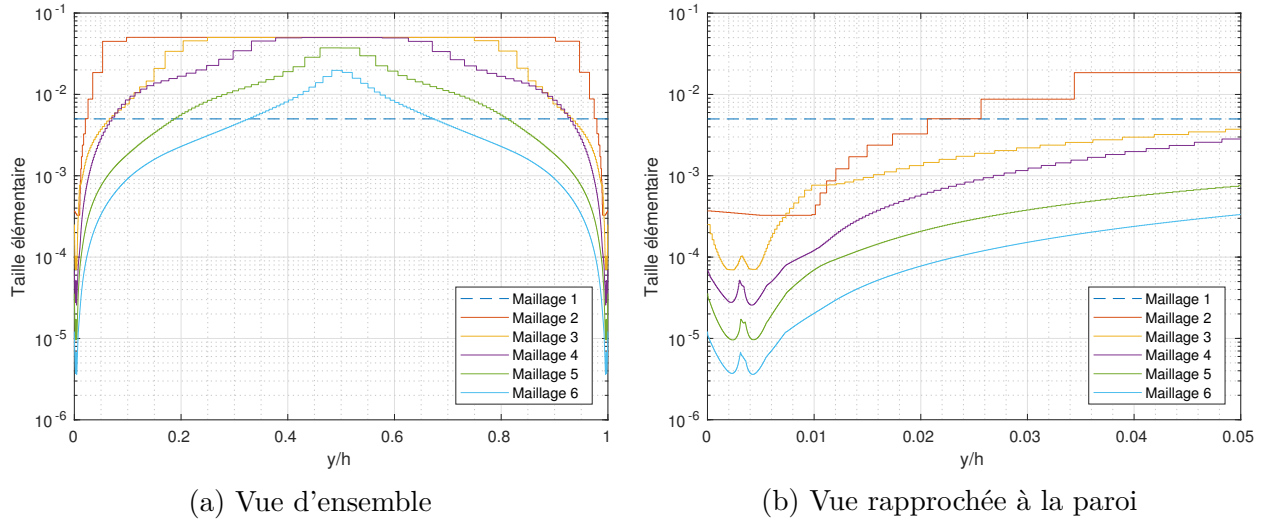 Taille élémentaire
10^-1
10^-2
10^-3
10^-4
10^-5
10^-6
Maillage 1
Maillage 2
Maillage 3
Maillage 4
Maillage 5
Maillage 6
0 0.2 0.4 0.6 0.8 1
y/h
(a) Vue d'ensemble
Taille élémentaire
10^-1
10^-2
10^-3
10^-4
10^-5
10^-6
Maillage 1
Maillage 2
Maillage 3
Maillage 4
Maillage 5
Maillage 6
0 0.01 0.02 0.03 0.04 0.05
y/h
(b) Vue rapprochée à la paroi